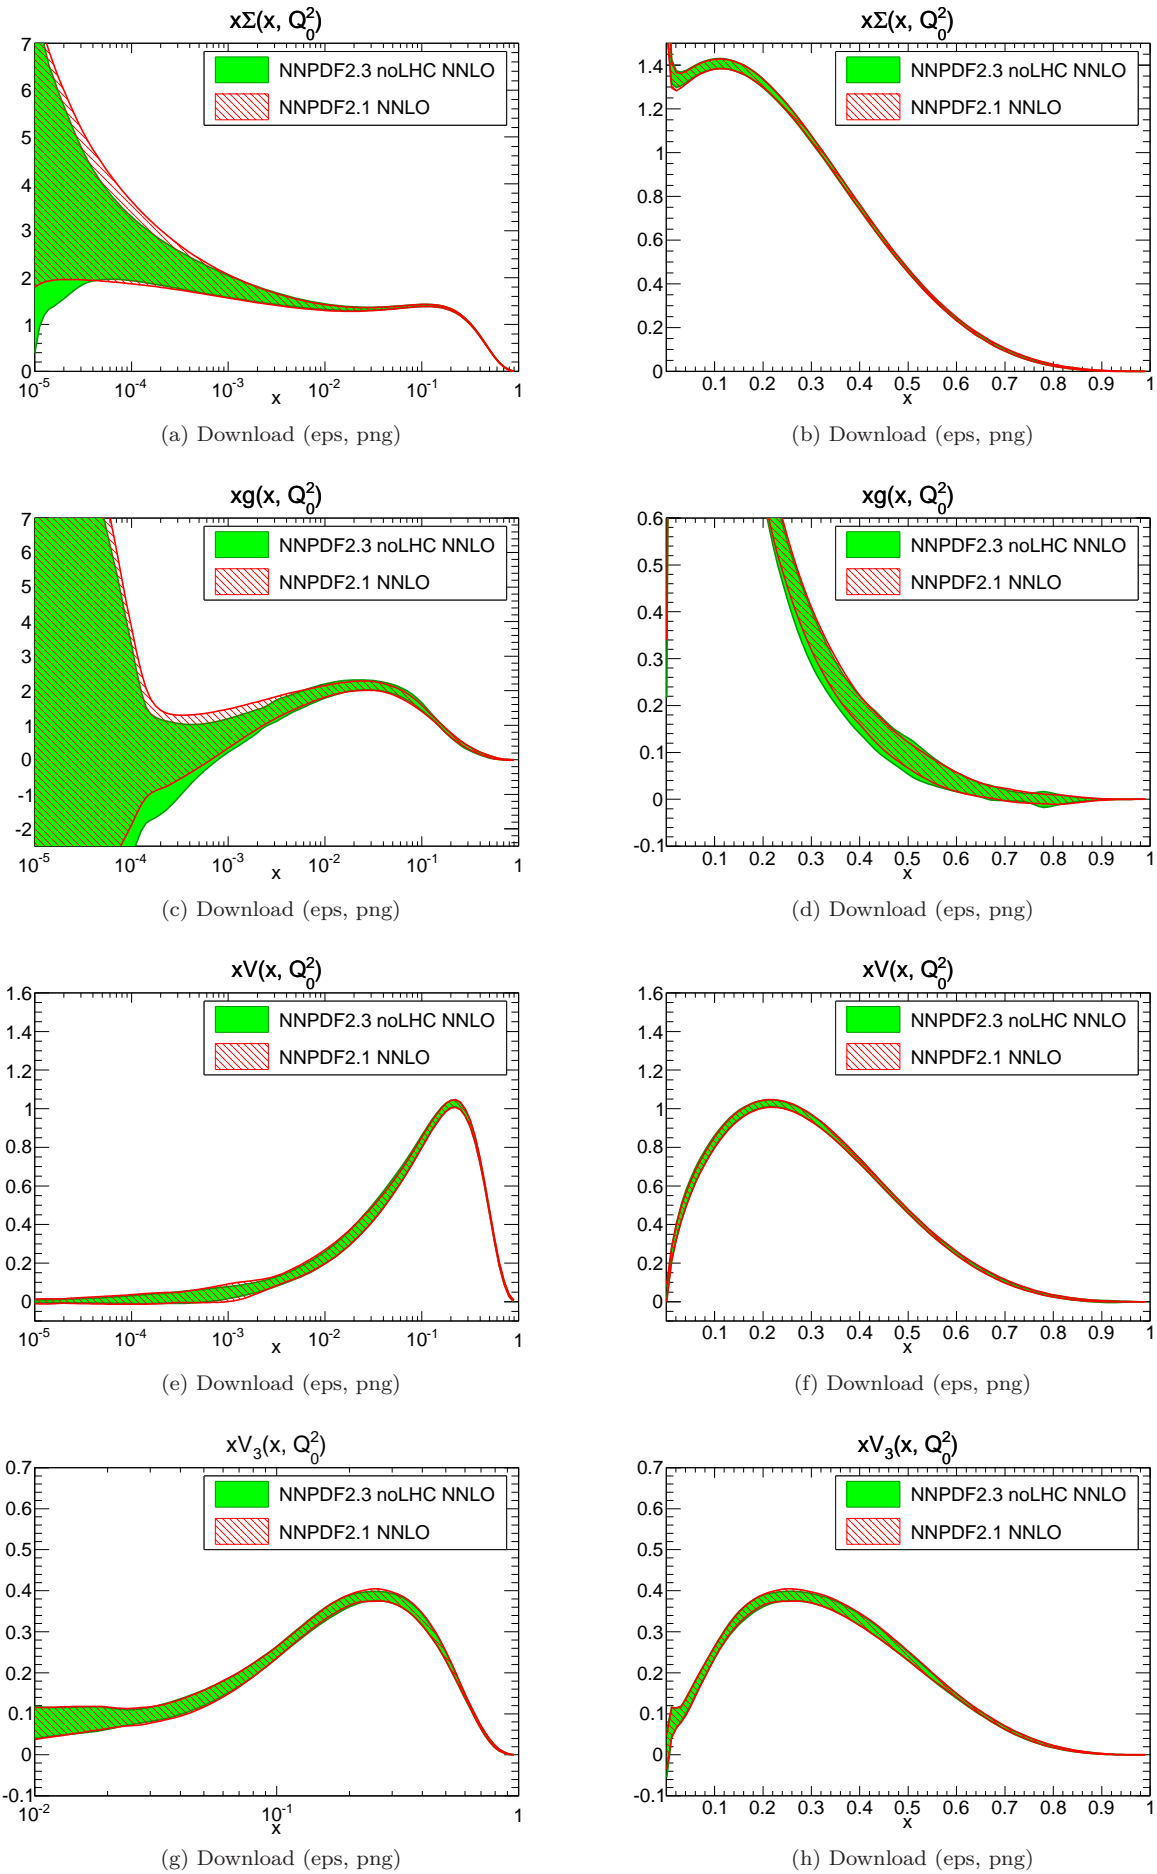 xΣ(x, Q₀²)
7
6
5
4
3
2
1
0
NNPDF2.3 noLHC NNLO
NNPDF2.1 NNLO
10⁻⁵ 10⁻⁴ 10⁻³ 10⁻² 10⁻¹ 1
x
(a) Download (eps, png)
xΣ(x, Q₀²)
1.4
1.2
1
0.8
0.6
0.4
0.2
0
NNPDF2.3 noLHC NNLO
NNPDF2.1 NNLO
0.1 0.2 0.3 0.4 0.5 0.6 0.7 0.8 0.9 1
x
(b) Download (eps, png)
xg(x, Q₀²)
7
6
5
4
3
2
1
0
-1
-2
NNPDF2.3 noLHC NNLO
NNPDF2.1 NNLO
10⁻⁵ 10⁻⁴ 10⁻³ 10⁻² 10⁻¹ 1
x
(c) Download (eps, png)
xg(x, Q₀²)
0.6
0.5
0.4
0.3
0.2
0.1
0
-0.1
NNPDF2.3 noLHC NNLO
NNPDF2.1 NNLO
0.1 0.2 0.3 0.4 0.5 0.6 0.7 0.8 0.9 1
x
(d) Download (eps, png)
xV(x, Q₀²)
1.6
1.4
1.2
1
0.8
0.6
0.4
0.2
0
NNPDF2.3 noLHC NNLO
NNPDF2.1 NNLO
10⁻⁵ 10⁻⁴ 10⁻³ 10⁻² 10⁻¹ 1
x
(e) Download (eps, png)
xV(x, Q₀²)
1.6
1.4
1.2
1
0.8
0.6
0.4
0.2
0
NNPDF2.3 noLHC NNLO
NNPDF2.1 NNLO
0.1 0.2 0.3 0.4 0.5 0.6 0.7 0.8 0.9 1
x
(f) Download (eps, png)
xV₃(x, Q₀²)
0.7
0.6
0.5
0.4
0.3
0.2
0.1
0
-0.1
NNPDF2.3 noLHC NNLO
NNPDF2.1 NNLO
10⁻² 10⁻¹ 1
x
(g) Download (eps, png)
xV₃(x, Q₀²)
0.7
0.6
0.5
0.4
0.3
0.2
0.1
0
-0.1
NNPDF2.3 noLHC NNLO
NNPDF2.1 NNLO
0.1 0.2 0.3 0.4 0.5 0.6 0.7 0.8 0.9 1
x
(h) Download (eps, png)